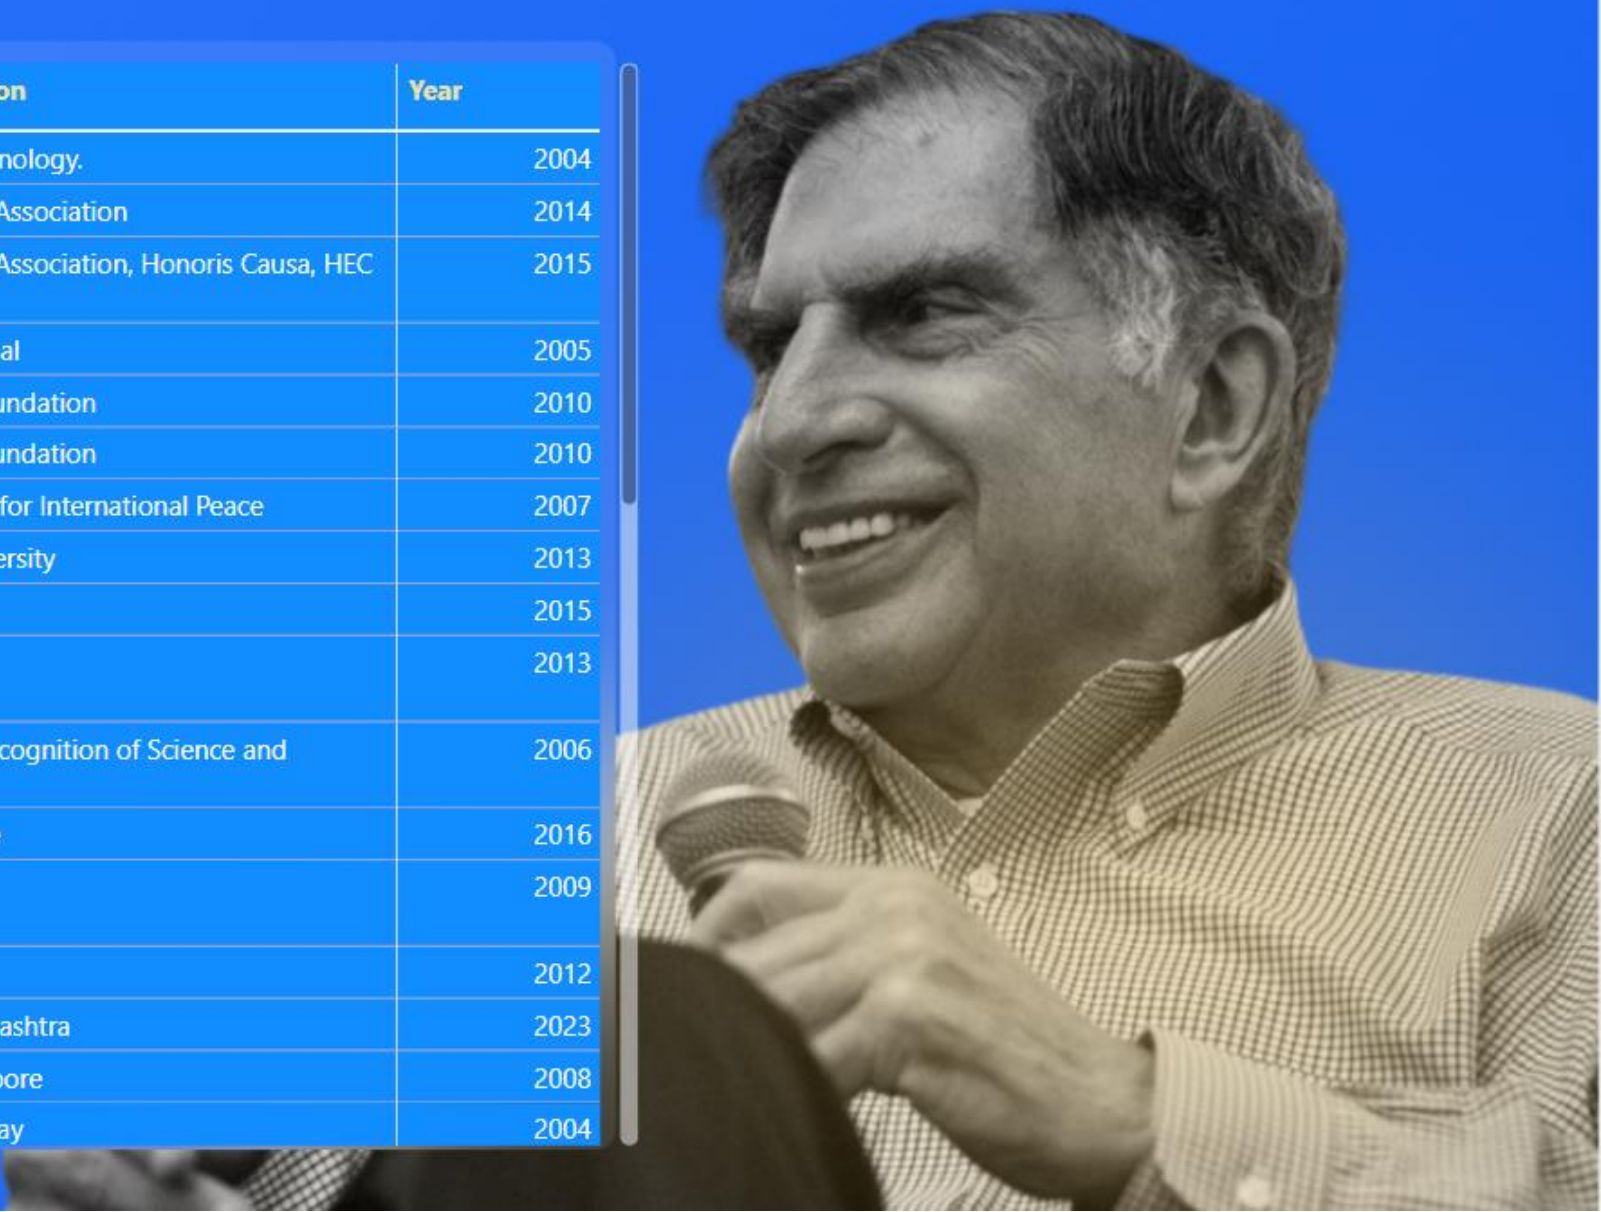 on Year
nology. 2004
Association 2014
Association, Honoris Causa, HEC 2015
al 2005
undation 2010
undation 2010
for International Peace 2007
ersity 2013
2015
2013
cognition of Science and 2006
2016
2009
2012
ashtra 2023
pore 2008
ay 2004